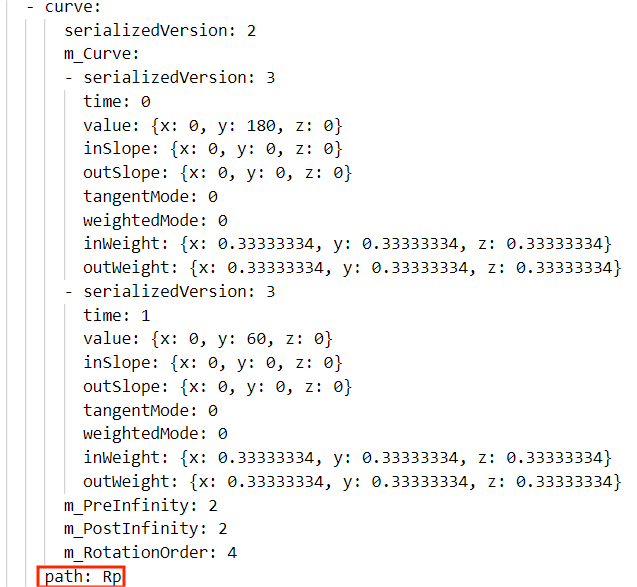 - curve:
serializedVersion: 2
m_Curve:
- serializedVersion: 3
time: 0
value: {x: 0, y: 180, z: 0}
inSlope: {x: 0, y: 0, z: 0}
outSlope: {x: 0, y: 0, z: 0}
tangentMode: 0
weightedMode: 0
inWeight: {x: 0.33333334, y: 0.33333334, z: 0.33333334}
outWeight: {x: 0.33333334, y: 0.33333334, z: 0.33333334}
- serializedVersion: 3
time: 1
value: {x: 0, y: 60, z: 0}
inSlope: {x: 0, y: 0, z: 0}
outSlope: {x: 0, y: 0, z: 0}
tangentMode: 0
weightedMode: 0
inWeight: {x: 0.33333334, y: 0.33333334, z: 0.33333334}
outWeight: {x: 0.33333334, y: 0.33333334, z: 0.33333334}
m_PreInfinity: 2
m_PostInfinity: 2
m_RotationOrder: 4
path: Rp